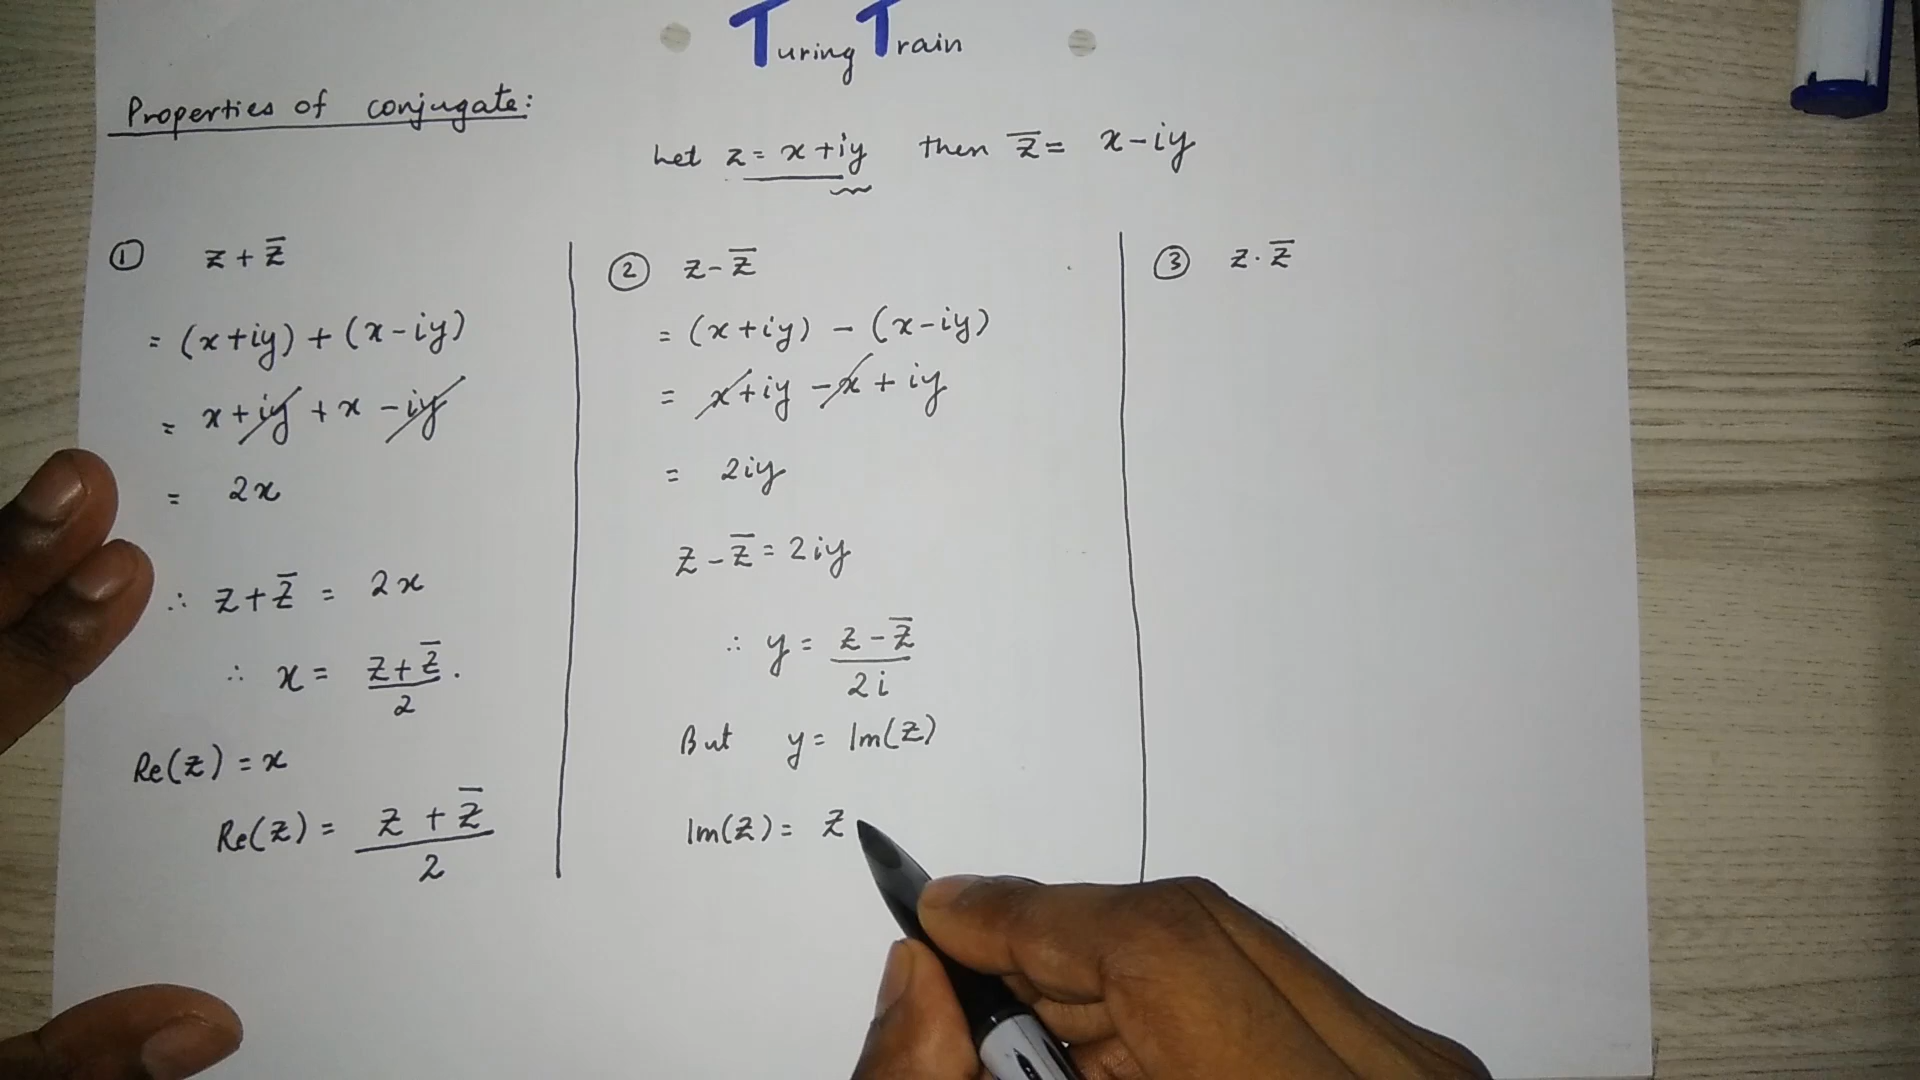 Turing Train
Properties of conjugate:
Let z = x + iy then z̅ = x - iy
① z + z̅
= (x+iy) + (x-iy)
= x + iy + x - iy
= 2x
∴ z + z̅ = 2x
∴ x = z + z̅ / 2 .
Re(z) = x
Re(z) = z + z̅ / 2
② z - z̅
= (x+iy) - (x-iy)
= x + iy - x + iy
= 2iy
z - z̅ = 2iy
∴ y = z - z̅ / 2i
But y = Im(z)
Im(z) = z
③ z · z̅